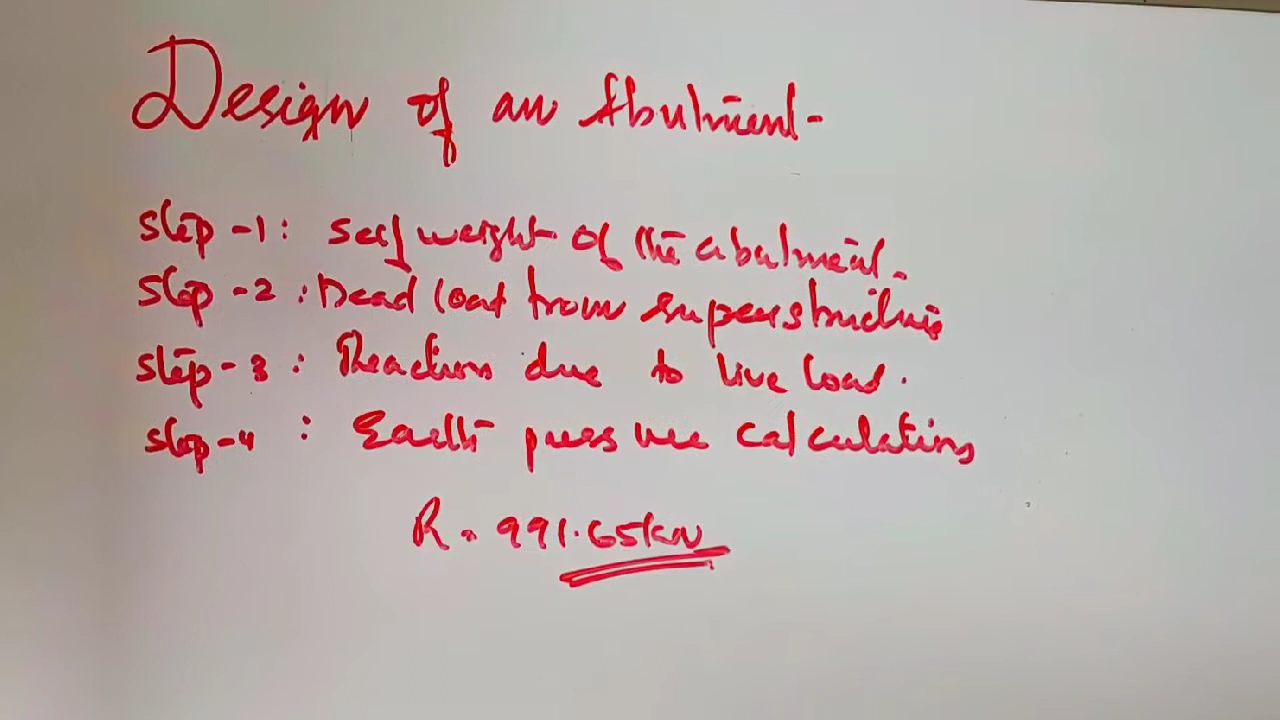 Design of an Abutment-
step-1: self weight of the abutment.
step-2: Dead load from superstructure
step-3: Reaction due to live load.
step-4: Earth pressure calculations
R = 991.65kN